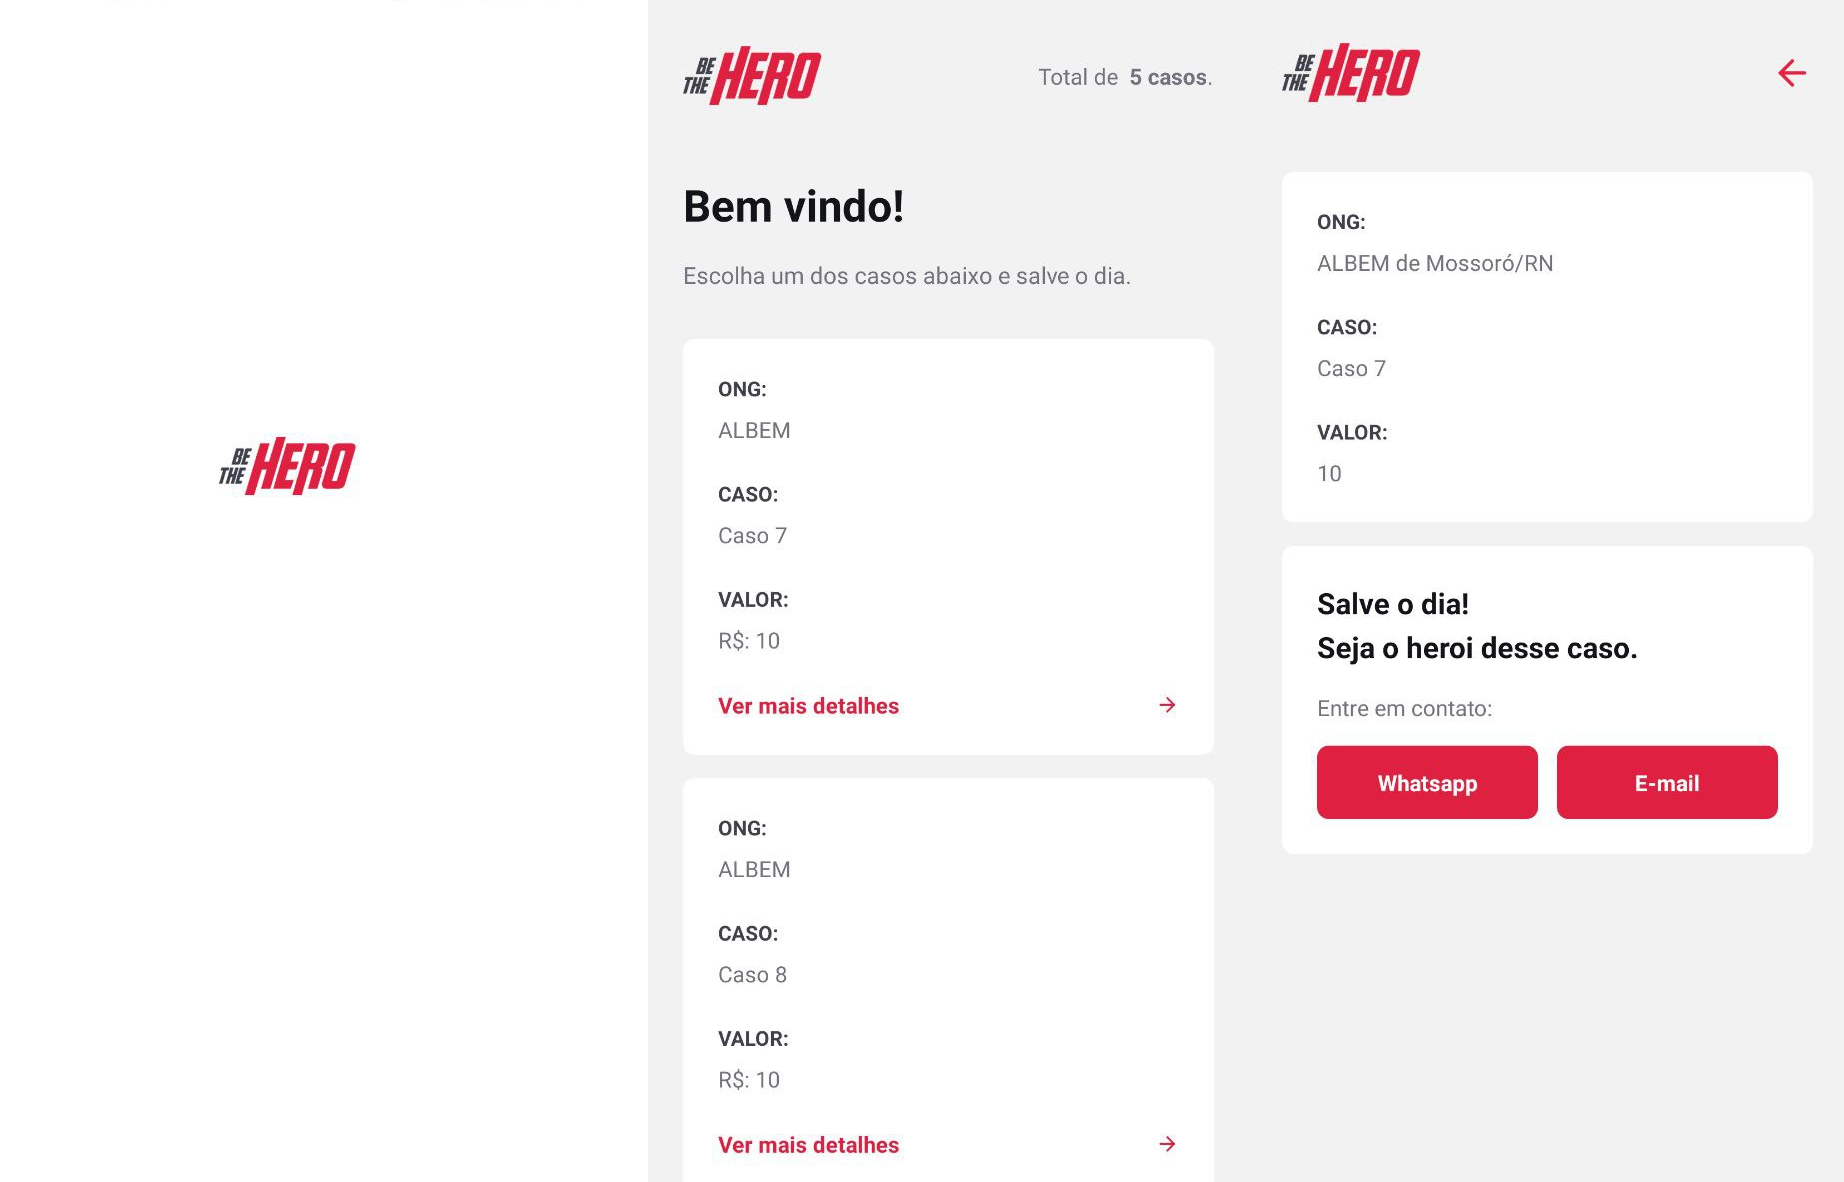 BE
THE HERO
BE
THE HERO
Total de 5 casos.
Bem vindo!
Escolha um dos casos abaixo e salve o dia.
ONG:
ALBEM
CASO:
Caso 7
VALOR:
R$: 10
Ver mais detalhes
ONG:
ALBEM
CASO:
Caso 8
VALOR:
R$: 10
Ver mais detalhes
BE
THE HERO
ONG:
ALBEM de Mossoró/RN
CASO:
Caso 7
VALOR:
10
Salve o dia!
Seja o heroi desse caso.
Entre em contato:
Whatsapp
E-mail